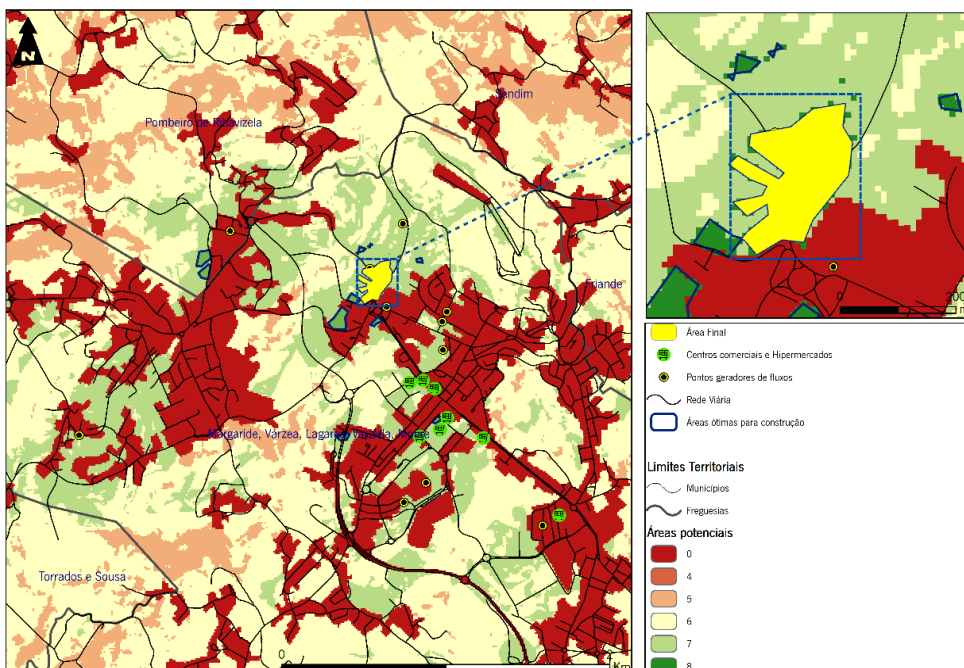 N
Sendim
Pombeiro de Ribavizela
Friande
Margaride, Várzea, Lagares, Varziela, Moure
Torrados e Sousa
0
Km
0
200
m
Área Final
Centros comerciais e Hipermercados
Pontos geradores de fluxos
Rede Viária
Áreas ótimas para construção
Limites Territoriais
Municípios
Freguesias
Áreas potenciais
0
4
5
6
7
8